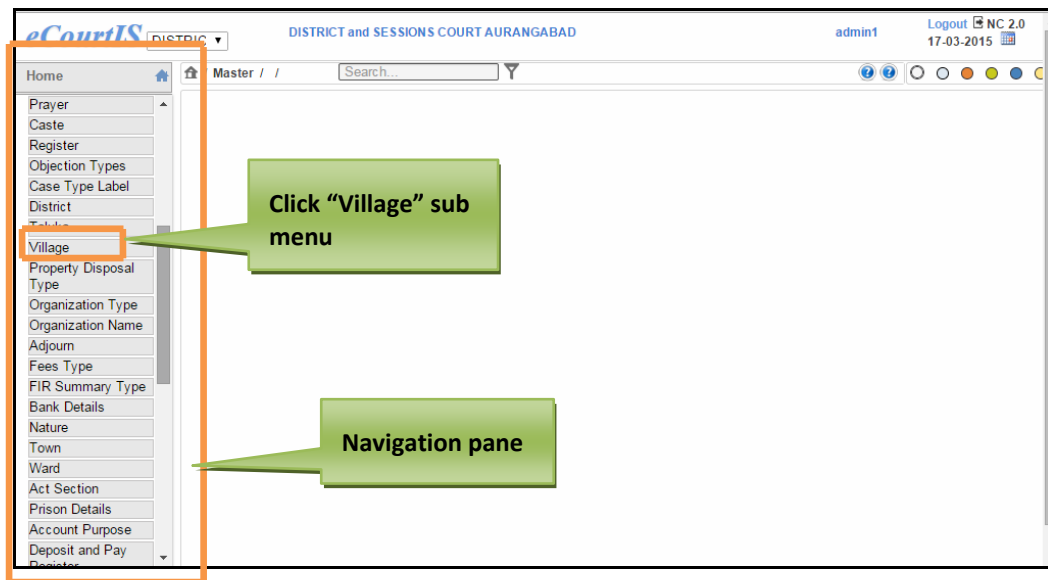 eCourtIS DISTRIC DISTRICT and SESSIONS COURT AURANGABAD admin1 Logout NC 2.0
17-03-2015
Home / Master / / Search...
Prayer
Caste
Register
Objection Types
Case Type Label
District
Taluka
Village
Property Disposal
Type
Organization Type
Organization Name
Adjourn
Fees Type
FIR Summary Type
Bank Details
Nature
Town
Ward
Act Section
Prison Details
Account Purpose
Deposit and Pay
Register
Click “Village” sub
menu
Navigation pane